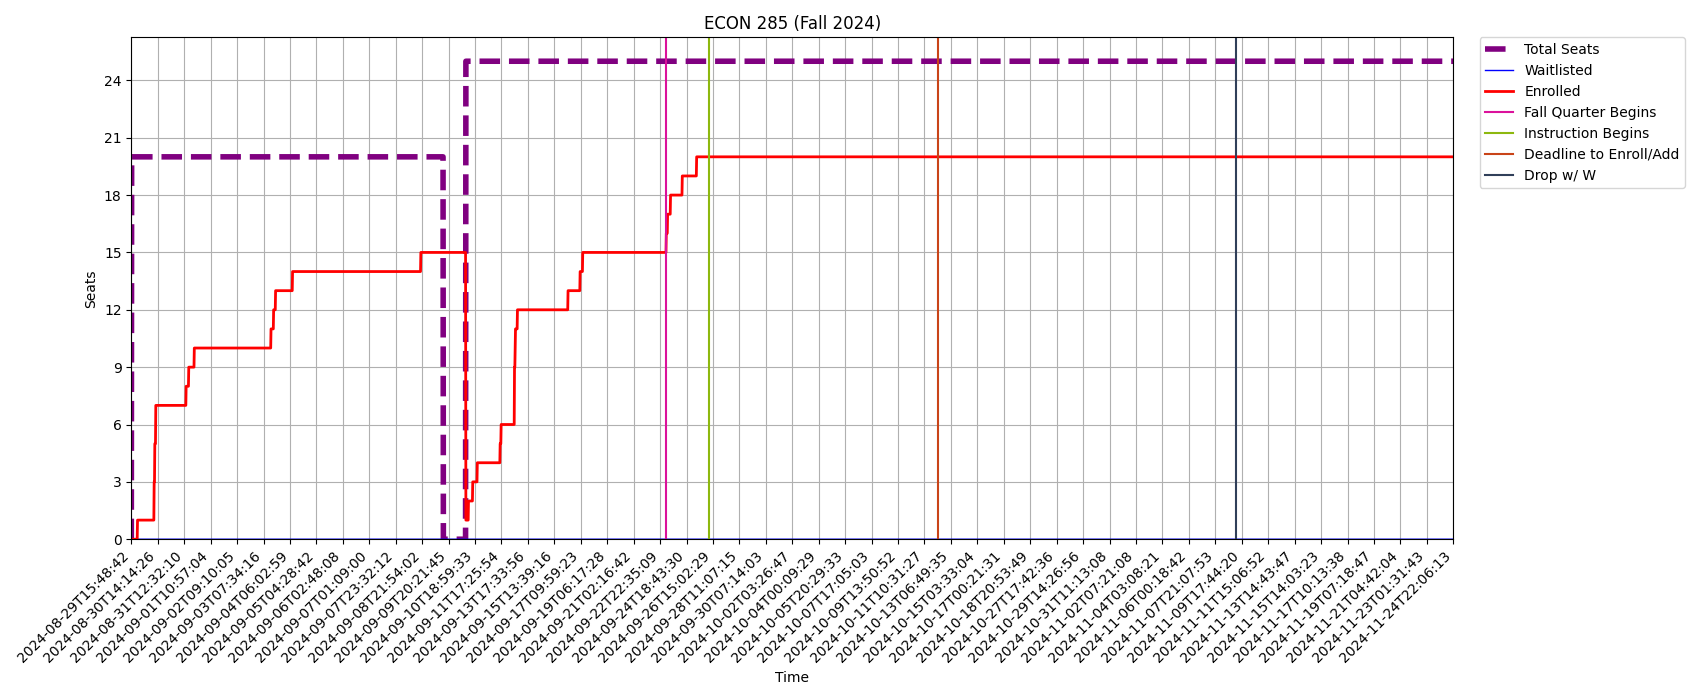 ECON 285 (Fall 2024)
Total Seats
Waitlisted
Enrolled
Fall Quarter Begins
Instruction Begins
Deadline to Enroll/Add
Drop w/ W
Seats
24
21
18
15
12
9
6
3
0
2024-08-29T15:48:42
2024-08-30T14:14:26
2024-08-31T12:32:10
2024-09-01T10:57:04
2024-09-02T09:10:05
2024-09-03T07:34:16
2024-09-04T06:02:59
2024-09-05T04:28:42
2024-09-06T02:48:08
2024-09-07T01:09:00
2024-09-07T23:32:12
2024-09-08T21:54:02
2024-09-09T20:21:45
2024-09-10T18:59:33
2024-09-11T17:25:54
2024-09-13T17:33:56
2024-09-15T13:39:16
2024-09-17T09:59:23
2024-09-19T06:17:28
2024-09-21T02:16:42
2024-09-22T22:35:09
2024-09-24T18:43:30
2024-09-26T15:02:29
2024-09-28T11:07:15
2024-09-30T07:14:03
2024-10-02T03:26:47
2024-10-04T00:09:29
2024-10-05T20:29:33
2024-10-07T17:05:03
2024-10-09T13:50:52
2024-10-11T10:31:27
2024-10-13T06:49:35
2024-10-15T03:33:04
2024-10-17T00:21:31
2024-10-18T20:53:49
2024-10-27T17:42:36
2024-10-29T14:26:56
2024-10-31T11:13:08
2024-11-02T07:21:08
2024-11-04T03:08:21
2024-11-06T00:18:42
2024-11-07T21:07:53
2024-11-09T17:44:20
2024-11-11T15:06:52
2024-11-13T14:43:47
2024-11-15T14:03:23
2024-11-17T10:13:38
2024-11-19T07:18:47
2024-11-21T04:42:04
2024-11-23T01:31:43
2024-11-24T22:06:13
Time